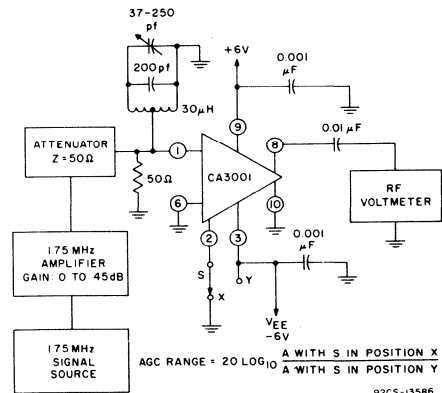 37-250
pf
200pf
30µH
+6V
0.001
µF
ATTENUATOR
Z = 50Ω
50Ω
1
9
CA3001
8
0.01 µF
10
6
2
3
RF
VOLTMETER
1.75 MHz
AMPLIFIER
GAIN: 0 TO 45dB
S
X
Y
0.001
µF
VEE
-6V
1.75 MHz
SIGNAL
SOURCE
AGC RANGE = 20 LOG10 A WITH S IN POSITION X
A WITH S IN POSITION Y
92CS-13586